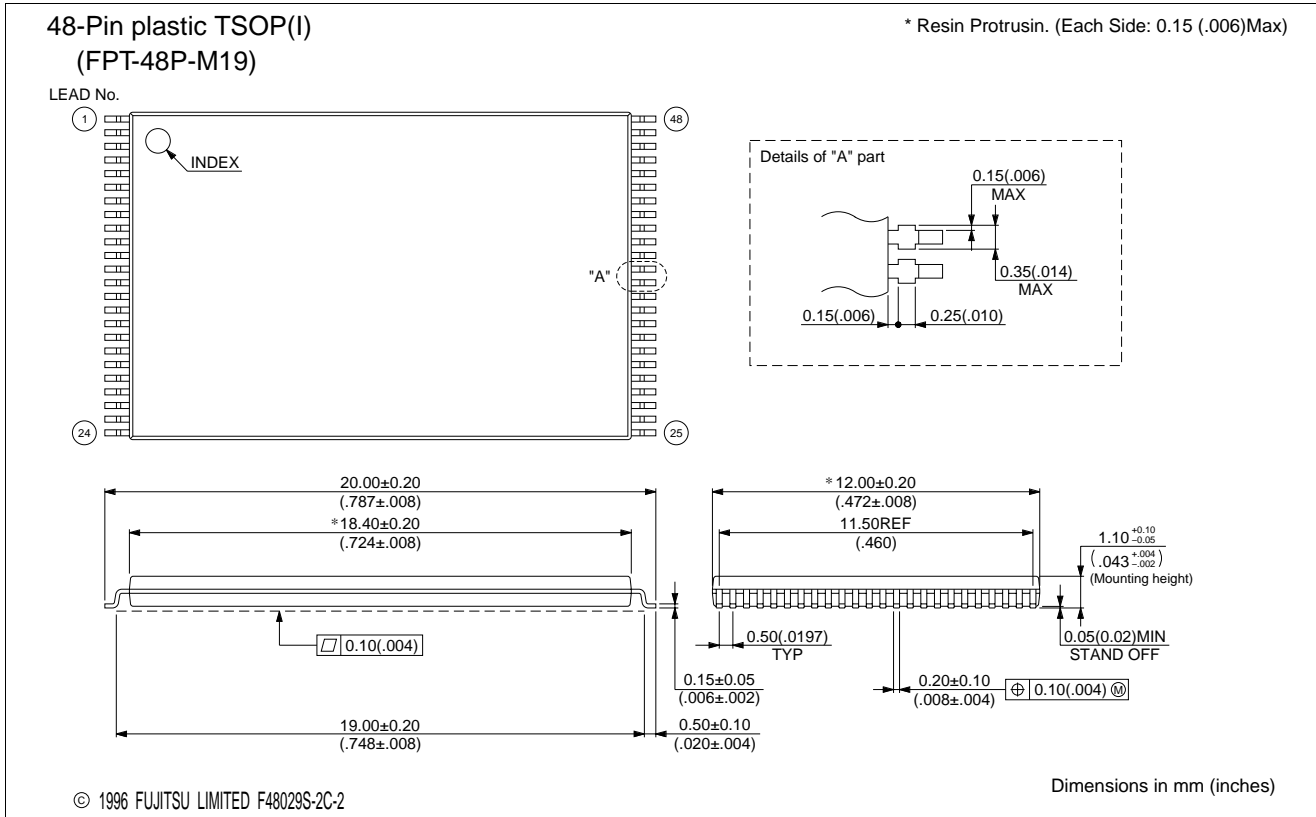 48-Pin plastic TSOP(I)
(FPT-48P-M19)
* Resin Protrusin. (Each Side: 0.15 (.006)Max)
LEAD No.
1
48
INDEX
"A"
24
25
Details of "A" part
0.15(.006)
MAX
0.35(.014)
MAX
0.15(.006)
0.25(.010)
20.00±0.20
(.787±.008)
*18.40±0.20
(.724±.008)
0.10(.004)
0.15±0.05
(.006±.002)
19.00±0.20
(.748±.008)
0.50±0.10
(.020±.004)
*12.00±0.20
(.472±.008)
11.50REF
(.460)
1.10 +0.10 -0.05
(.043 +.004 -.002)
(Mounting height)
0.50(.0197)
TYP
0.05(0.02)MIN
STAND OFF
0.20±0.10
(.008±.004)
⌖ 0.10(.004) Ⓜ
© 1996 FUJITSU LIMITED F48029S-2C-2
Dimensions in mm (inches)